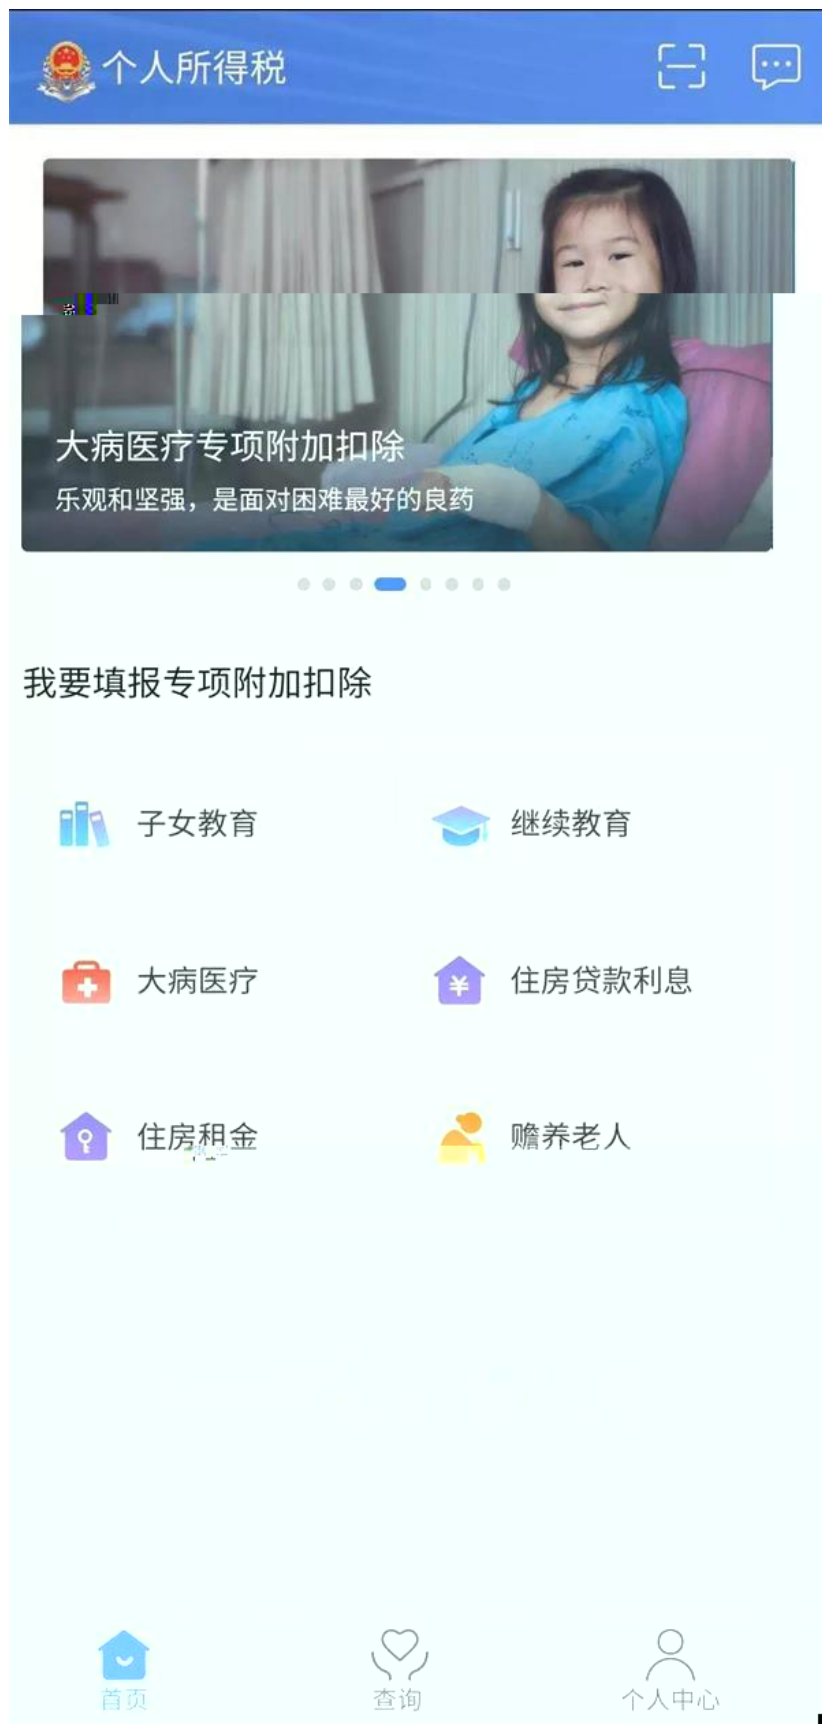 个人所得税
大病医疗专项附加扣除
乐观和坚强，是面对困难最好的良药
我要填报专项附加扣除
子女教育
继续教育
大病医疗
住房贷款利息
住房租金
赡养老人
首页
查询
个人中心